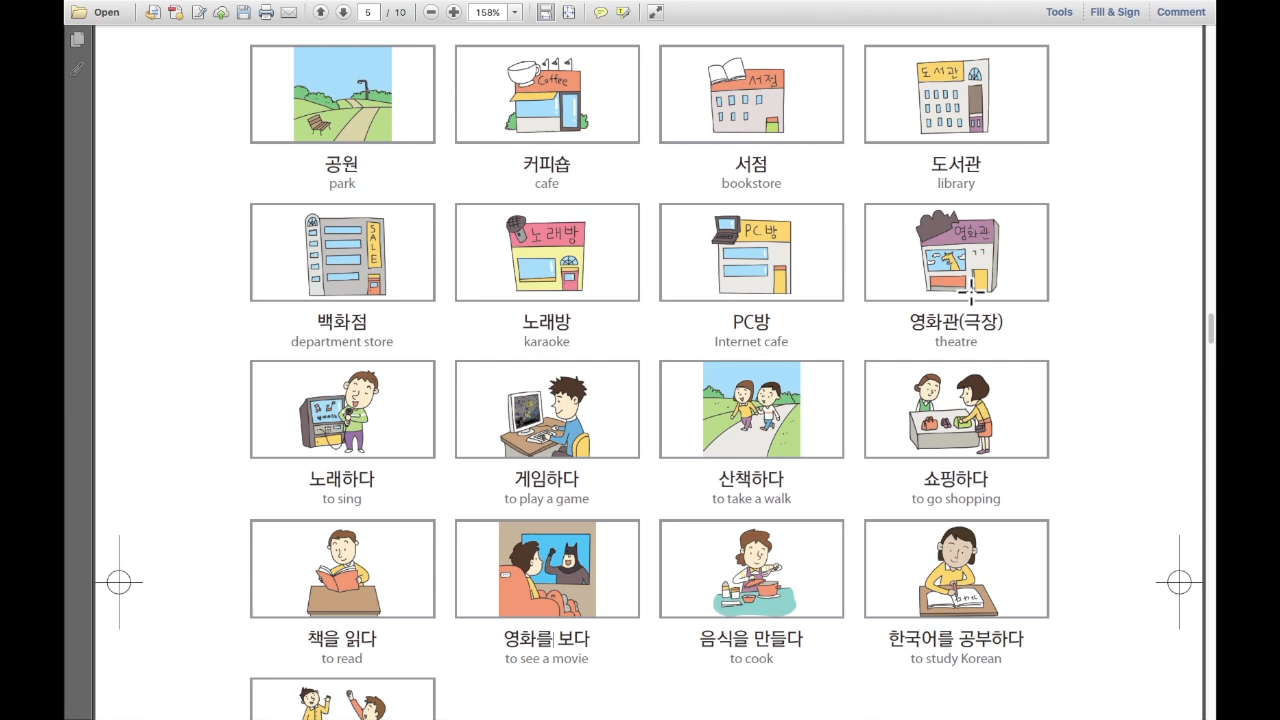 Open 5 / 10 158% Tools Fill & Sign Comment
Coffee 서점 도서관
공원 커피숍 서점 도서관
park cafe bookstore library
SALE 노래방 PC방 영화관
백화점 노래방 PC방 영화관(극장)
department store karaoke Internet cafe theatre
노래하다 게임하다 산책하다 쇼핑하다
to sing to play a game to take a walk to go shopping
책을 읽다 영화를 보다 음식을 만들다 한국어를 공부하다
to read to see a movie to cook to study Korean